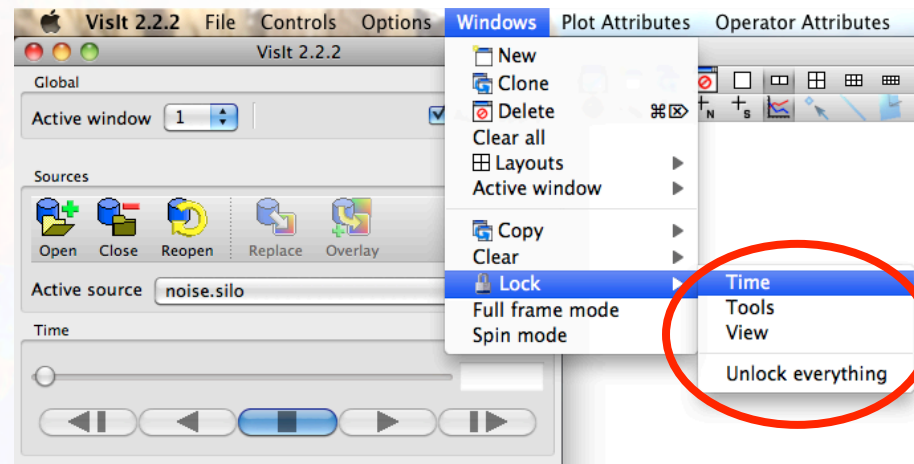 VisIt 2.2.2 File Controls Options Windows Plot Attributes Operator Attributes
VisIt 2.2.2
Global
Active window 1
Sources
Open Close Reopen Replace Overlay
Active source noise.silo
Time
New
Clone
Delete ⌘⌦
Clear all
Layouts
Active window
Copy
Clear
Lock
Full frame mode
Spin mode
Time
Tools
View
Unlock everything
N S